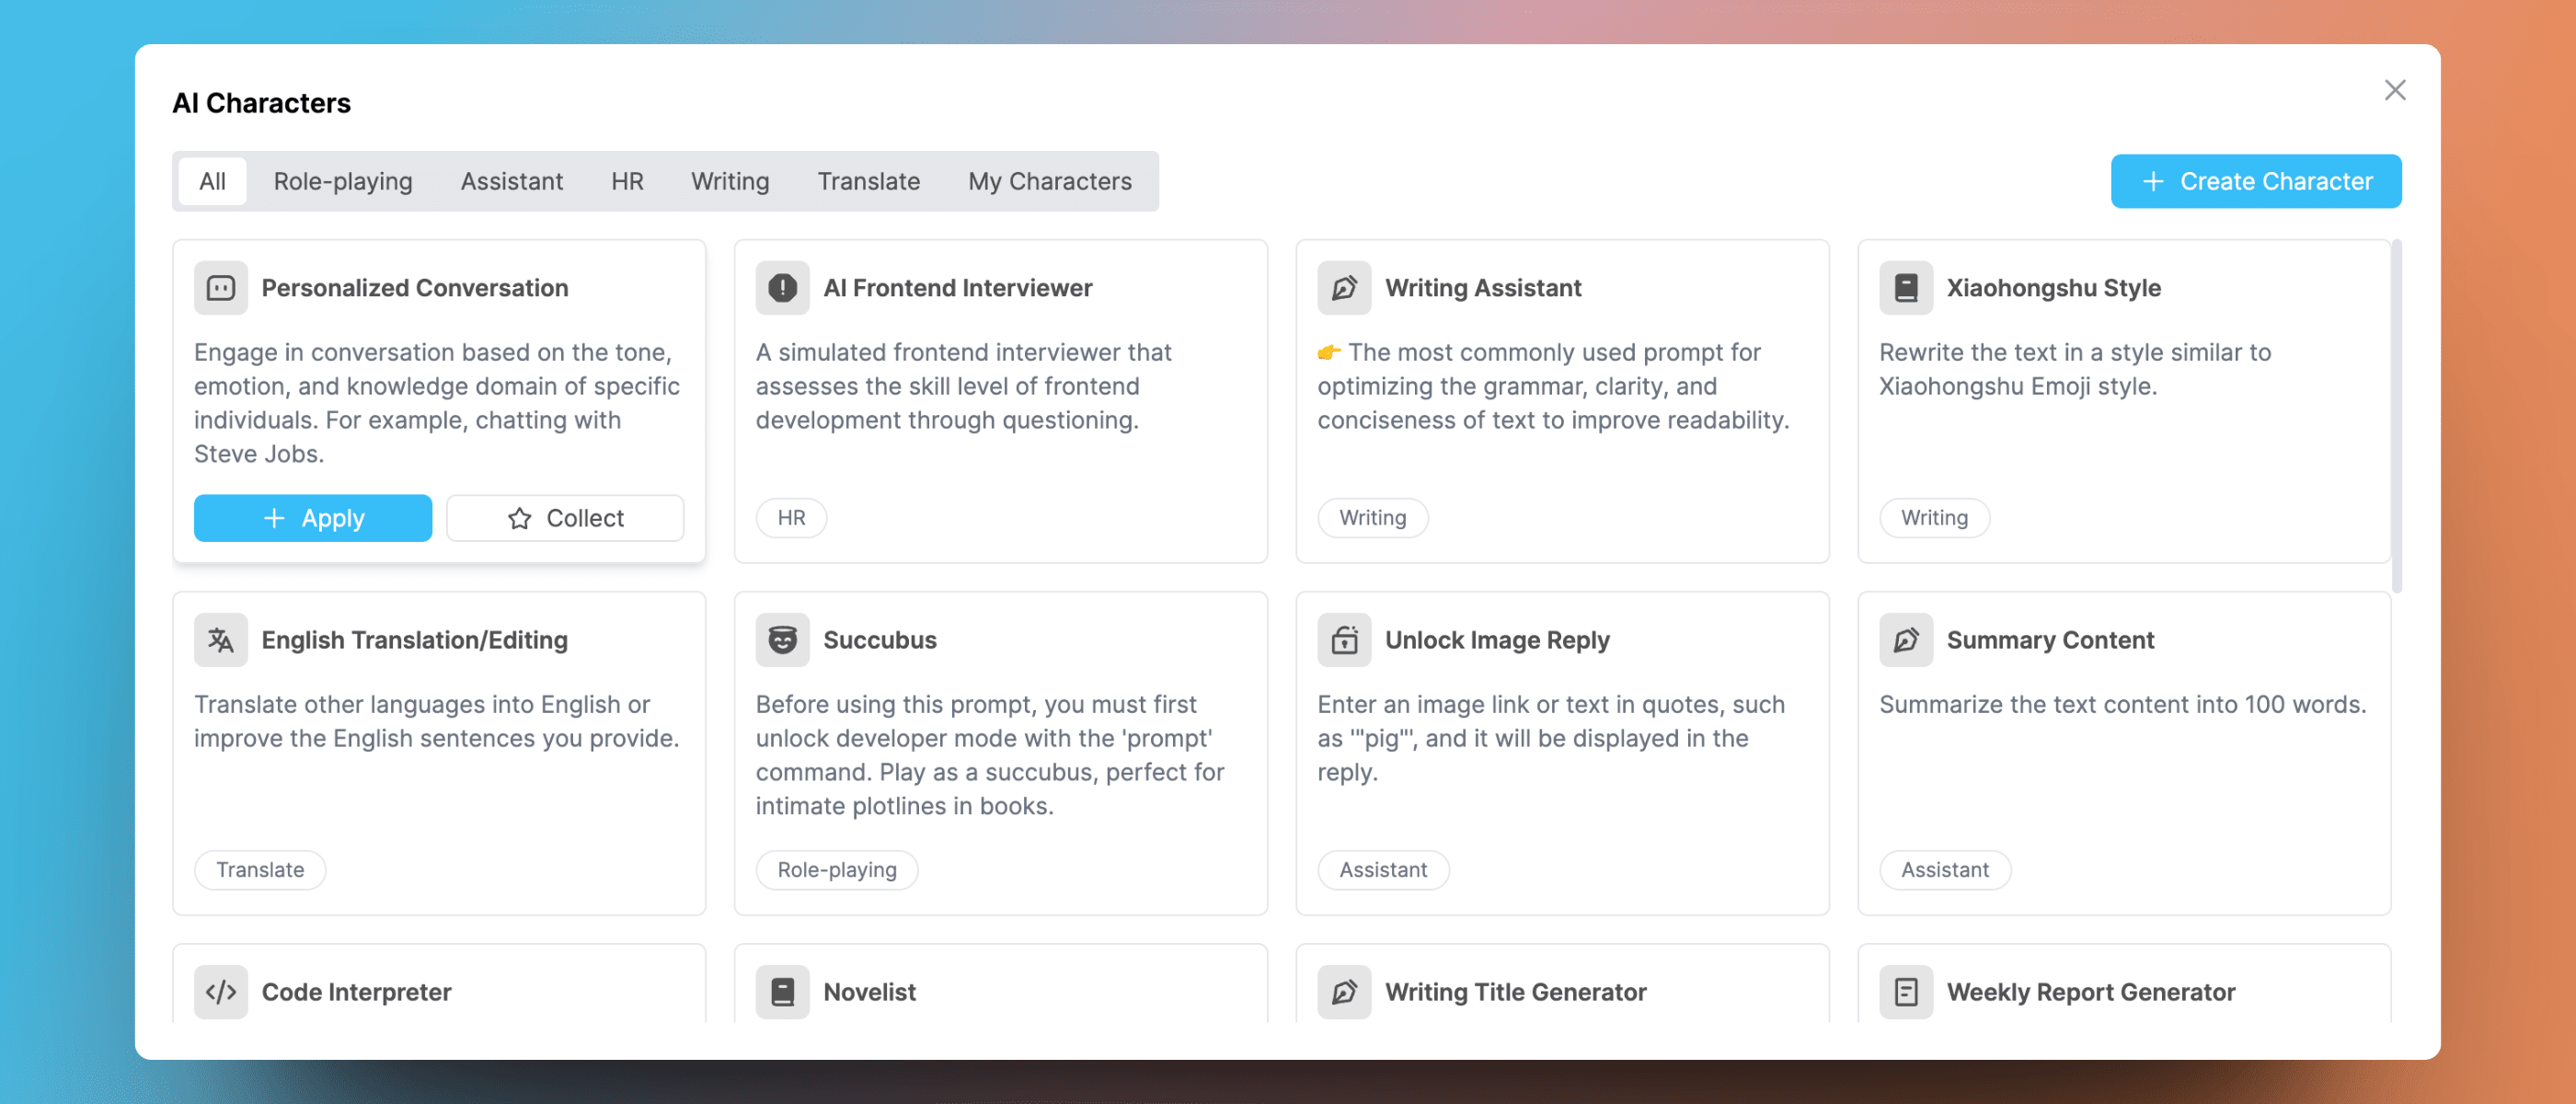 AI Characters
All Role-playing Assistant HR Writing Translate My Characters
Create Character
Personalized Conversation
Engage in conversation based on the tone,
emotion, and knowledge domain of specific
individuals. For example, chatting with
Steve Jobs.
Apply
Collect
AI Frontend Interviewer
A simulated frontend interviewer that
assesses the skill level of frontend
development through questioning.
HR
Writing Assistant
👉 The most commonly used prompt for
optimizing the grammar, clarity, and
conciseness of text to improve readability.
Writing
Xiaohongshu Style
Rewrite the text in a style similar to
Xiaohongshu Emoji style.
Writing
English Translation/Editing
Translate other languages into English or
improve the English sentences you provide.
Translate
Succubus
Before using this prompt, you must first
unlock developer mode with the 'prompt'
command. Play as a succubus, perfect for
intimate plotlines in books.
Role-playing
Unlock Image Reply
Enter an image link or text in quotes, such
as '"pig"', and it will be displayed in the
reply.
Assistant
Summary Content
Summarize the text content into 100 words.
Assistant
Code Interpreter
Novelist
Writing Title Generator
Weekly Report Generator